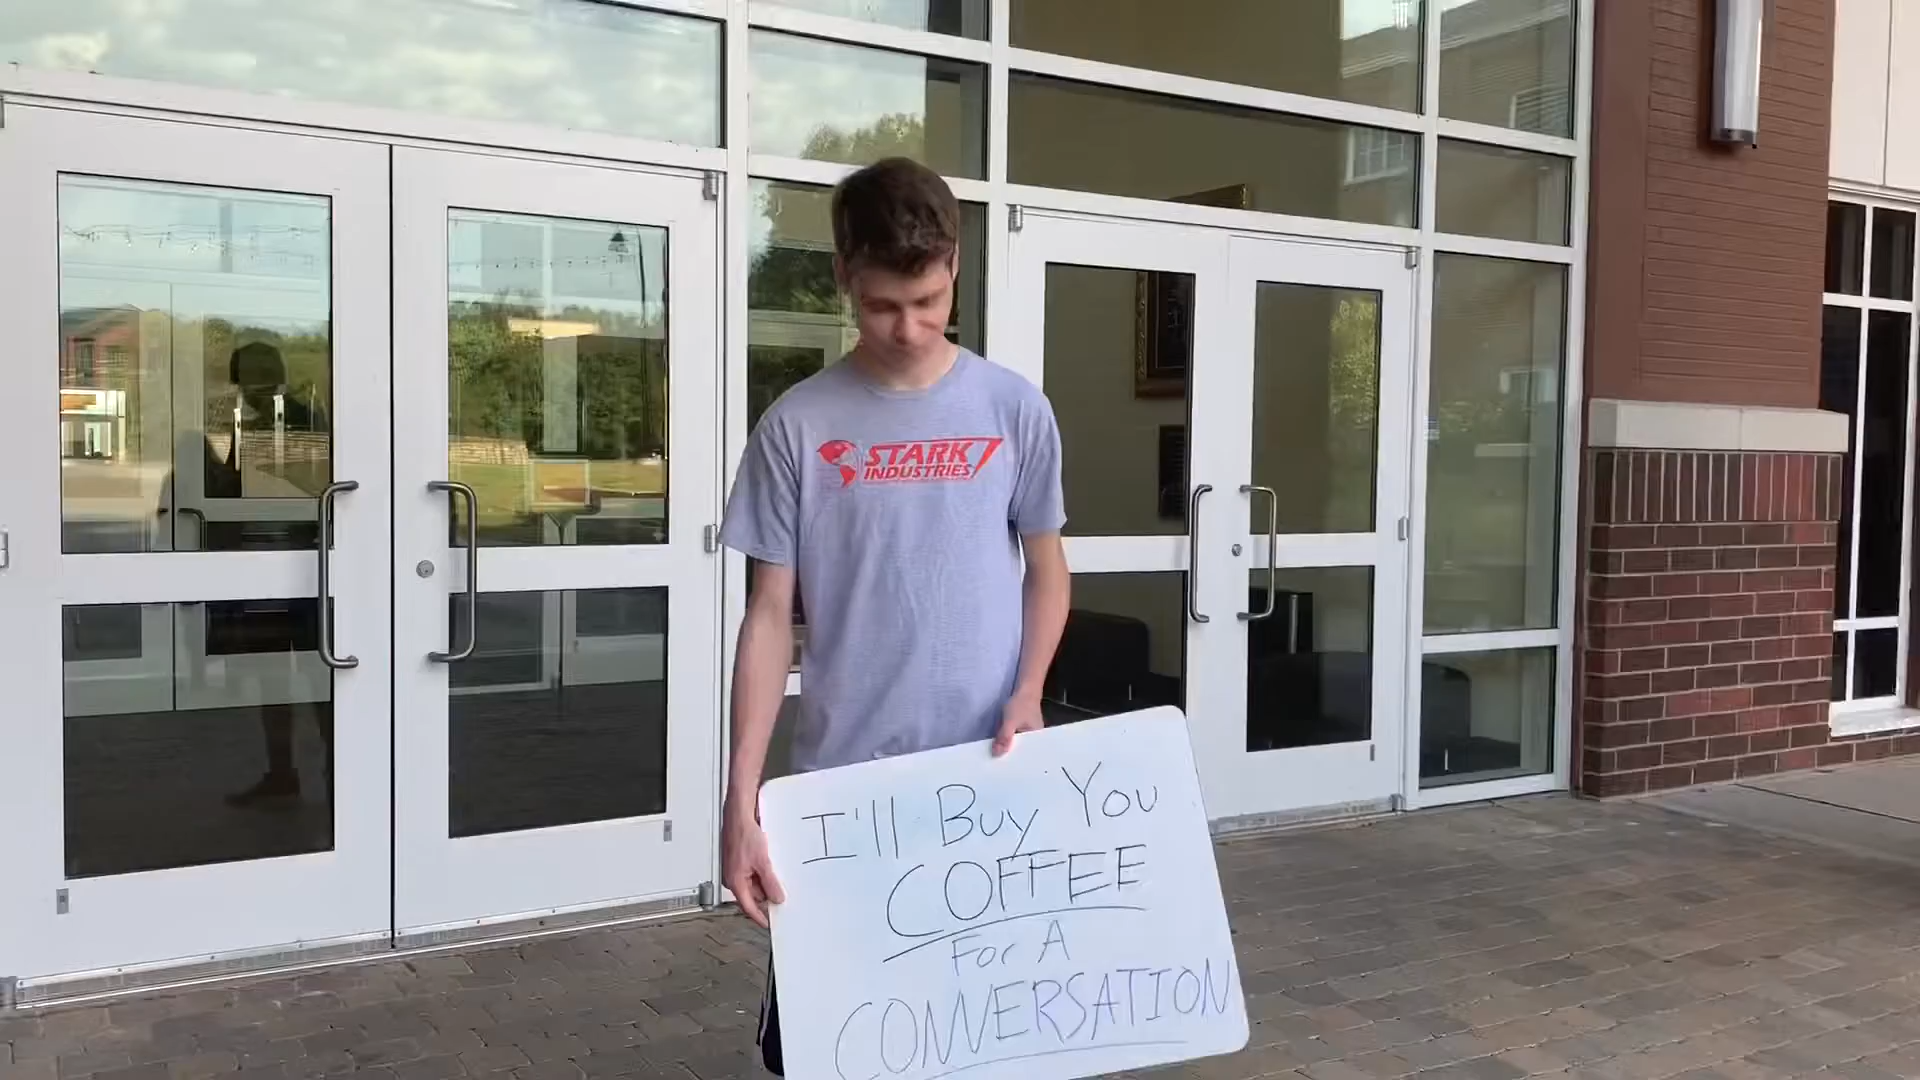 STARK
INDUSTRIES
I'll Buy You
COFFEE
For A
CONVERSATION